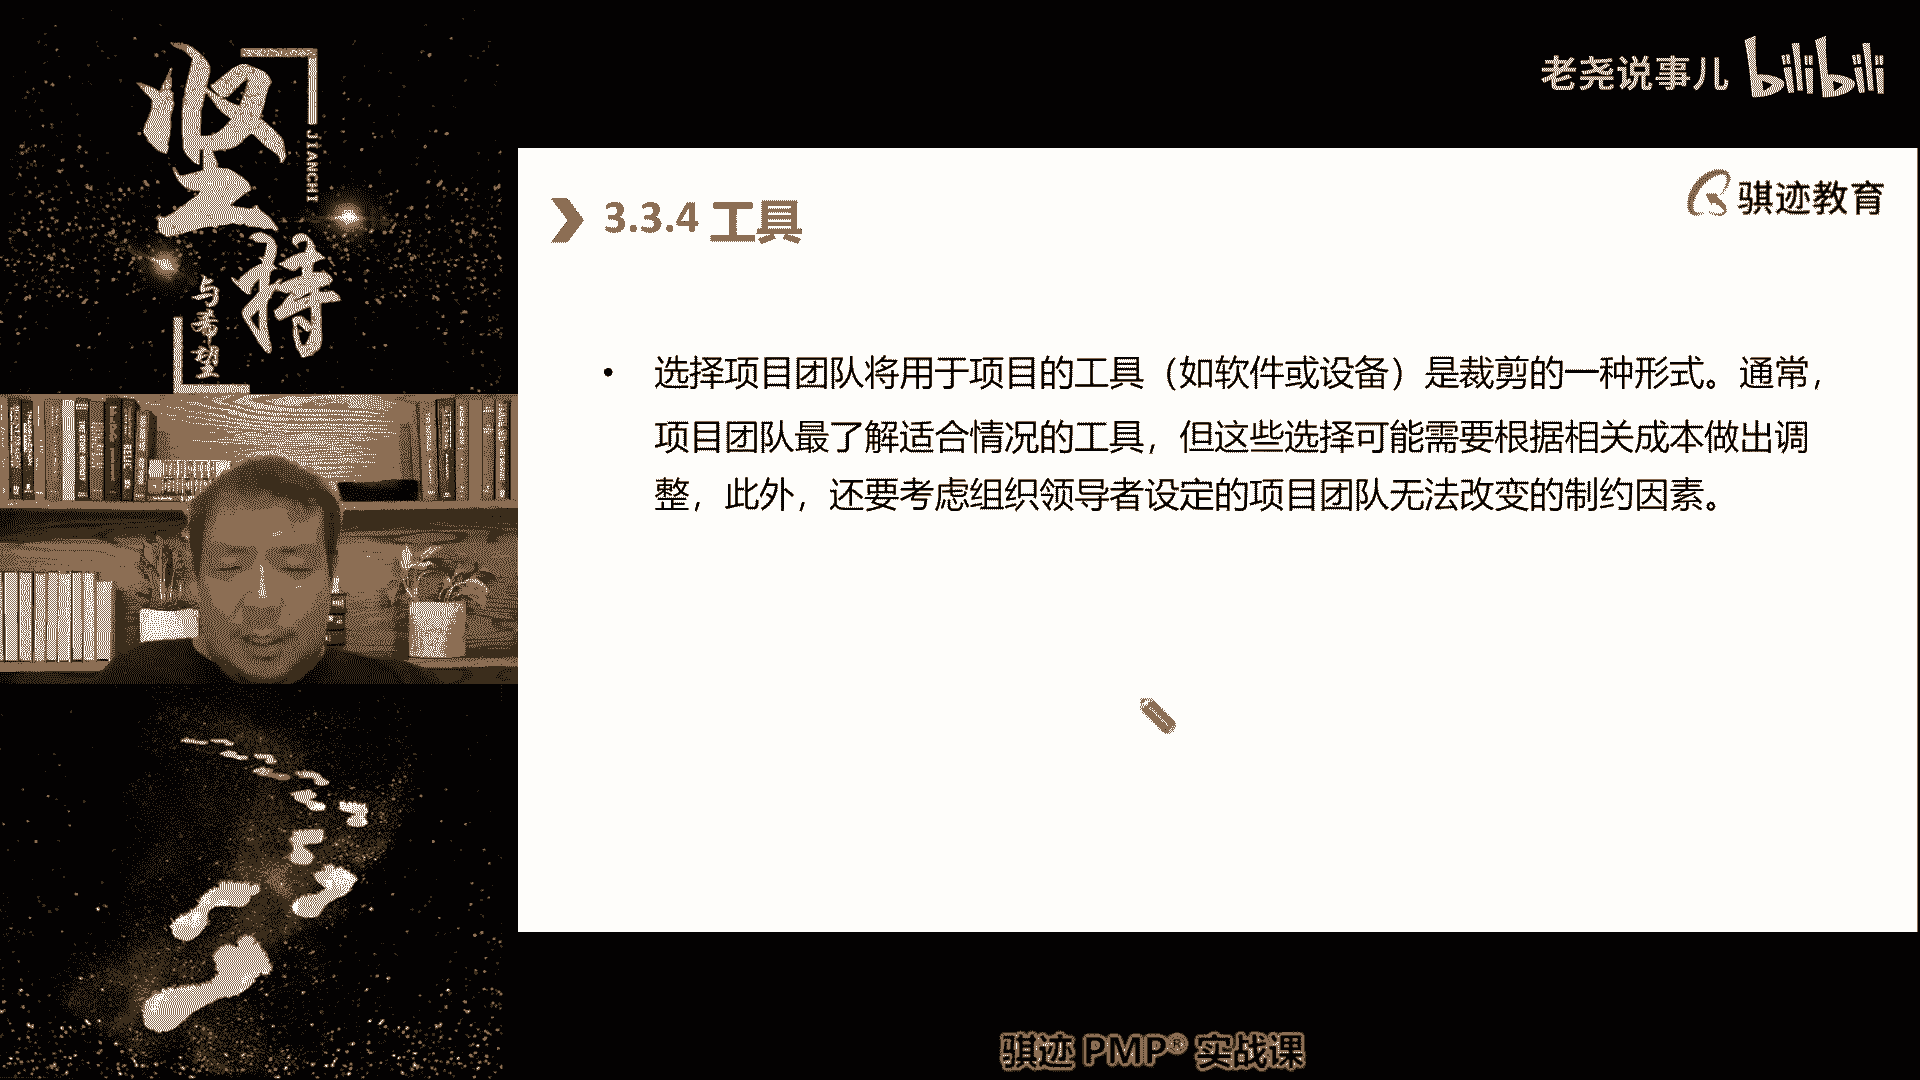 坚持
JIANCHI
与希望
老尧说事儿 bilibili
骐迹教育
3.3.4 工具
• 选择项目团队将用于项目的工具（如软件或设备）是裁剪的一种形式。通常，
项目团队最了解适合情况的工具，但这些选择可能需要根据相关成本做出调
整，此外，还要考虑组织领导者设定的项目团队无法改变的制约因素。
骐迹 PMP® 实战课